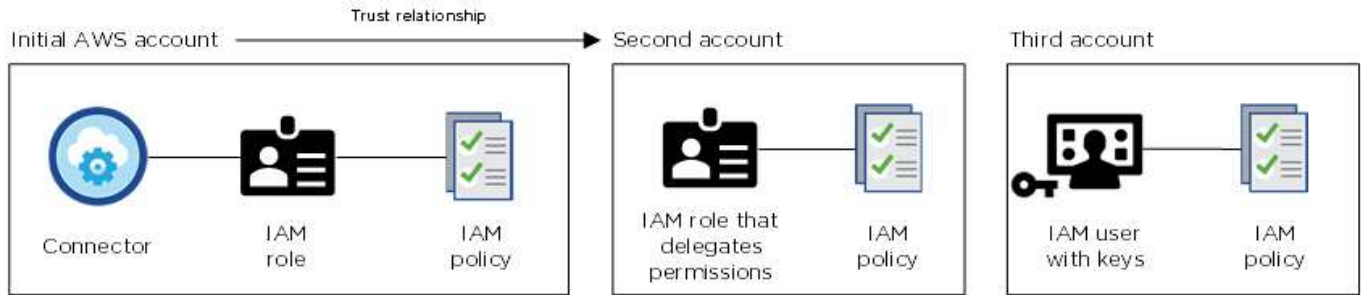 Trust relationship
Initial AWS account
Second account
Third account
Connector
IAM
role
IAM
policy
IAM role that
delegates
permissions
IAM
policy
IAM user
with keys
IAM
policy